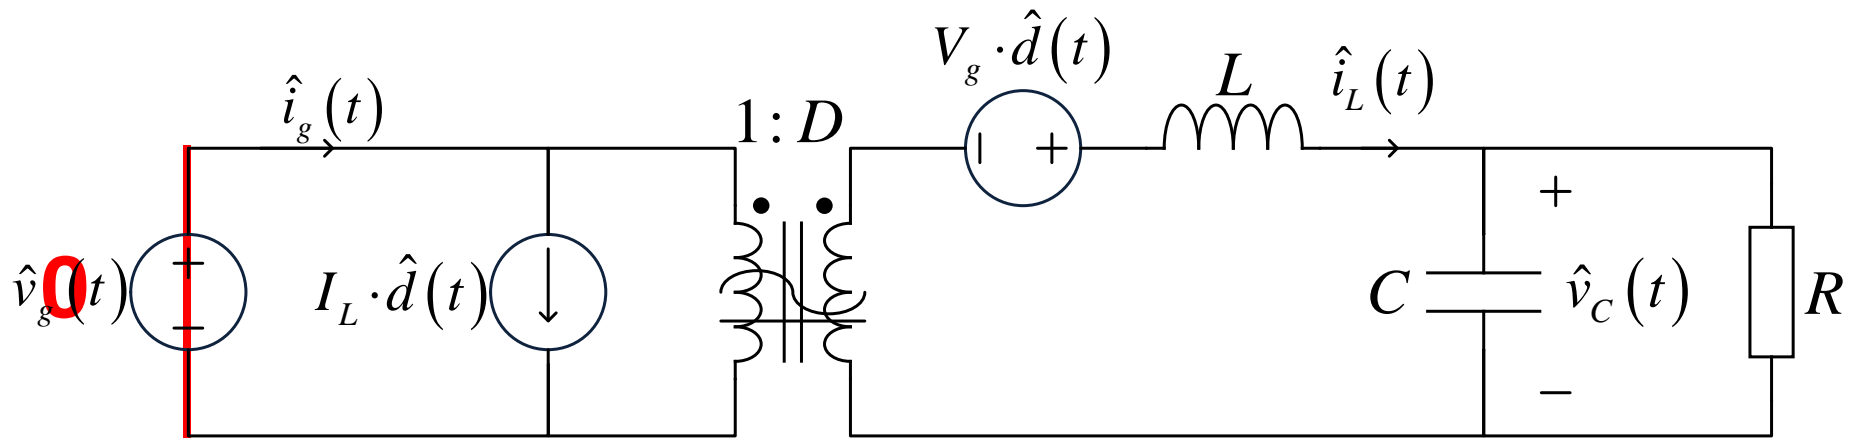 V_g · d̂(t)
L
î_L(t)
î_g(t)
1 : D
v̂_g(t)
0
I_L · d̂(t)
C
v̂_C(t)
R
+
−